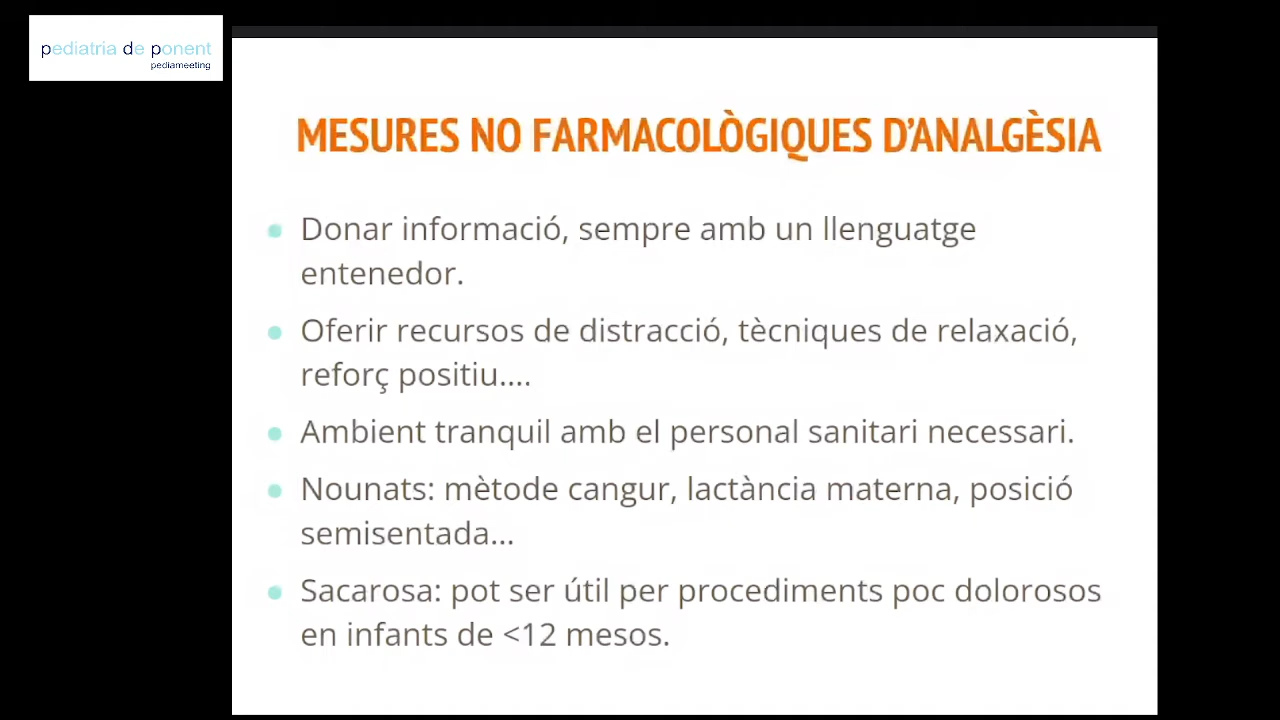 pediatria de ponent
pediameeting
MESURES NO FARMACOLÒGIQUES D'ANALGÈSIA
Donar informació, sempre amb un llenguatge
entenedor.
Oferir recursos de distracció, tècniques de relaxació,
reforç positiu....
Ambient tranquil amb el personal sanitari necessari.
Nounats: mètode cangur, lactància materna, posició
semisentada...
Sacarosa: pot ser útil per procediments poc dolorosos
en infants de <12 mesos.